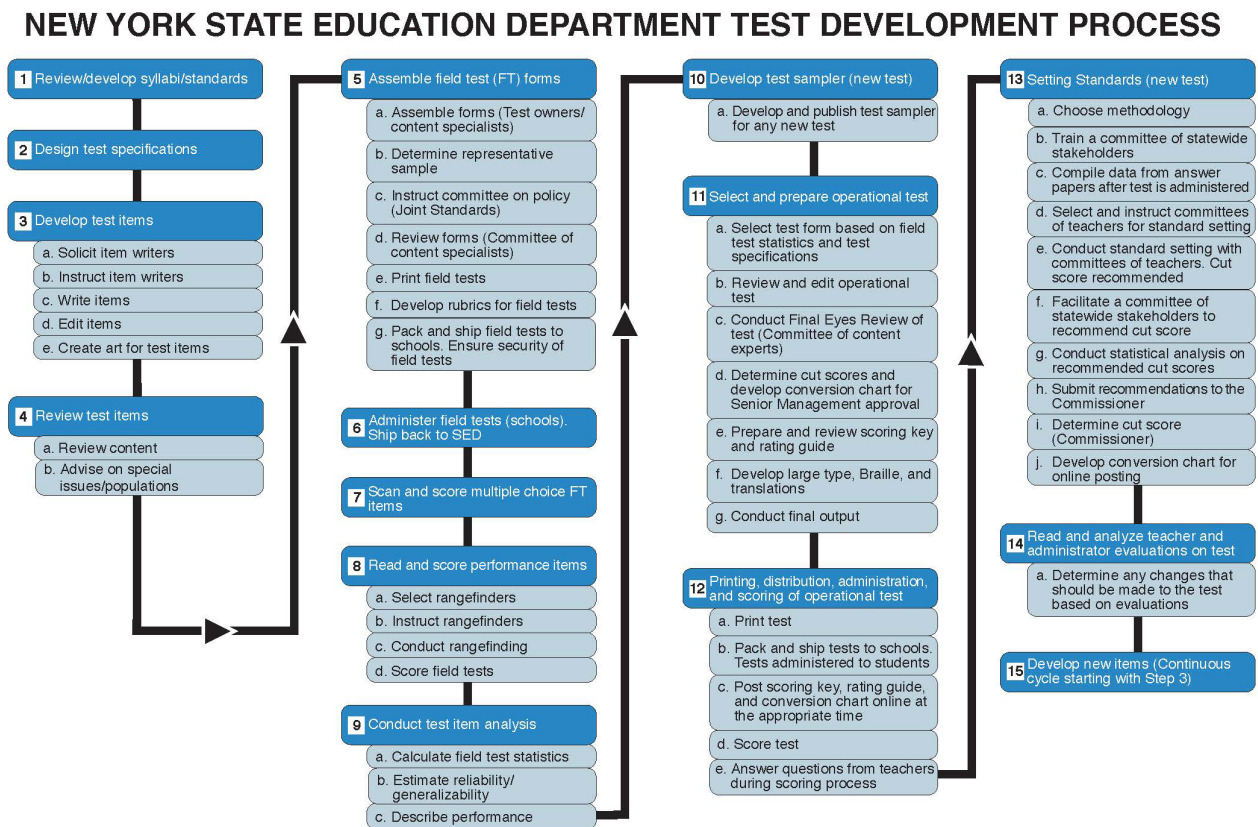 NEW YORK STATE EDUCATION DEPARTMENT TEST DEVELOPMENT PROCESS
1 Review/develop syllabi/standards
2 Design test specifications
3 Develop test items
a. Solicit item writers
b. Instruct item writers
c. Write items
d. Edit items
e. Create art for test items
4 Review test items
a. Review content
b. Advise on special
issues/populations
5 Assemble field test (FT) forms
a. Assemble forms (Test owners/
content specialists)
b. Determine representative
sample
c. Instruct committee on policy
(Joint Standards)
d. Review forms (Committee of
content specialists)
e. Print field tests
f. Develop rubrics for field tests
g. Pack and ship field tests to
schools. Ensure security of
field tests
6 Administer field tests (schools).
Ship back to SED
7 Scan and score multiple choice FT
items
8 Read and score performance items
a. Select rangefinders
b. Instruct rangefinders
c. Conduct rangefinding
d. Score field tests
9 Conduct test item analysis
a. Calculate field test statistics
b. Estimate reliability/
generalizability
c. Describe performance
10 Develop test sampler (new test)
a. Develop and publish test sampler
for any new test
11 Select and prepare operational test
a. Select test form based on field
test statistics and test
specifications
b. Review and edit operational
test
c. Conduct Final Eyes Review of
test (Committee of content
experts)
d. Determine cut scores and
develop conversion chart for
Senior Management approval
e. Prepare and review scoring key
and rating guide
f. Develop large type, Braille, and
translations
g. Conduct final output
12 Printing, distribution, administration,
and scoring of operational test
a. Print test
b. Pack and ship tests to schools.
Tests administered to students
c. Post scoring key, rating guide,
and conversion chart online at
the appropriate time
d. Score test
e. Answer questions from teachers
during scoring process
13 Setting Standards (new test)
a. Choose methodology
b. Train a committee of statewide
stakeholders
c. Compile data from answer
papers after test is administered
d. Select and instruct committees
of teachers for standard setting
e. Conduct standard setting with
committees of teachers. Cut
score recommended
f. Facilitate a committee of
statewide stakeholders to
recommend cut score
g. Conduct statistical analysis on
recommended cut scores
h. Submit recommendations to the
Commissioner
i. Determine cut score
(Commissioner)
j. Develop conversion chart for
online posting
14 Read and analyze teacher and
administrator evaluations on test
a. Determine any changes that
should be made to the test
based on evaluations
15 Develop new items (Continuous
cycle starting with Step 3)